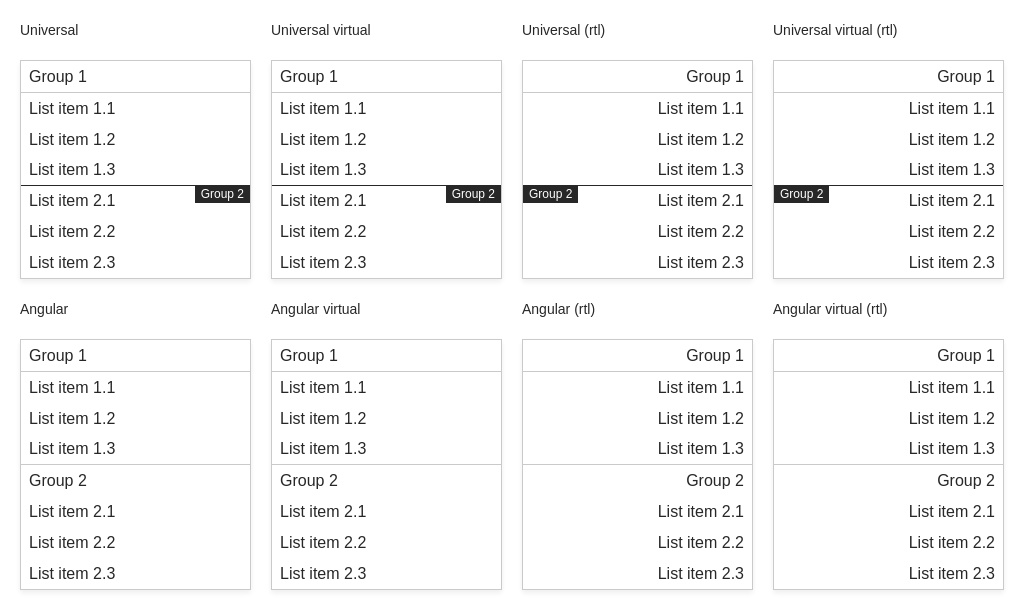 Universal
Group 1
List item 1.1
List item 1.2
List item 1.3
Group 2
List item 2.1
List item 2.2
List item 2.3
Universal virtual
Group 1
List item 1.1
List item 1.2
List item 1.3
Group 2
List item 2.1
List item 2.2
List item 2.3
Universal (rtl)
Group 1
List item 1.1
List item 1.2
List item 1.3
Group 2
List item 2.1
List item 2.2
List item 2.3
Universal virtual (rtl)
Group 1
List item 1.1
List item 1.2
List item 1.3
Group 2
List item 2.1
List item 2.2
List item 2.3
Angular
Group 1
List item 1.1
List item 1.2
List item 1.3
Group 2
List item 2.1
List item 2.2
List item 2.3
Angular virtual
Group 1
List item 1.1
List item 1.2
List item 1.3
Group 2
List item 2.1
List item 2.2
List item 2.3
Angular (rtl)
Group 1
List item 1.1
List item 1.2
List item 1.3
Group 2
List item 2.1
List item 2.2
List item 2.3
Angular virtual (rtl)
Group 1
List item 1.1
List item 1.2
List item 1.3
Group 2
List item 2.1
List item 2.2
List item 2.3